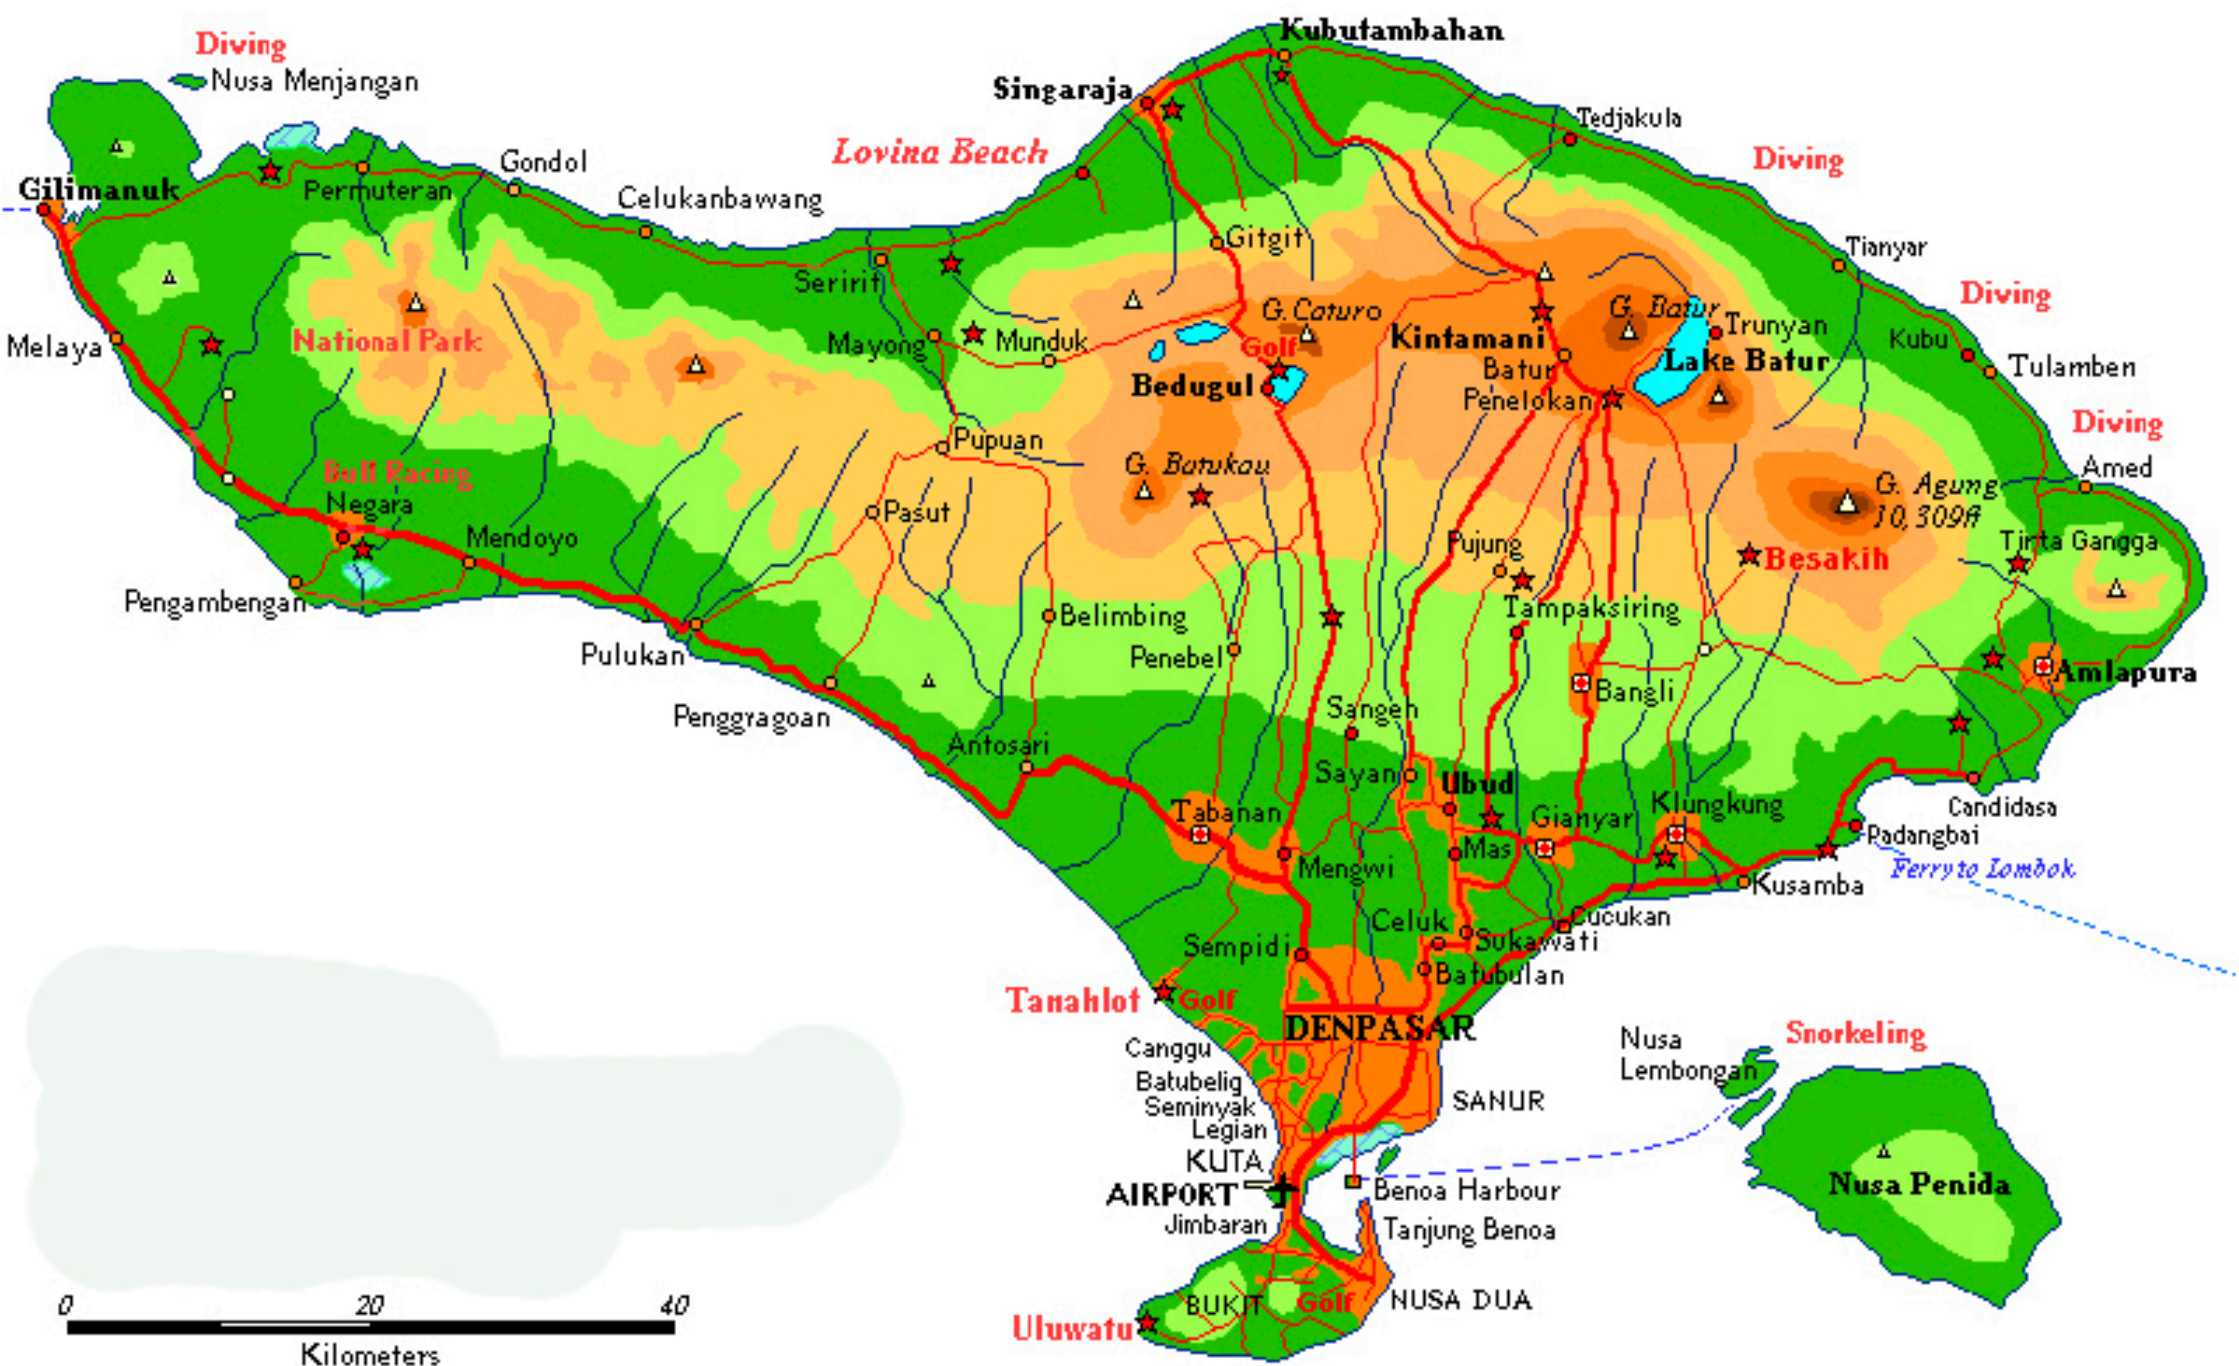 Kubutambahan
Diving
Nusa Menjangan
Singaraja
Tedjakula
Lovina Beach
Diving
Gondol
Gilimanuk
Permuteran
Celukanbawang
Gitgit
Tianyar
Seririt
Diving
G. Caturo
G. Batur
Trunyan
Melaya
National Park
Mayong
Munduk
Golf
Kintamani
Kubu
Batur
Lake Batur
Tulamben
Bedugul
Penelokan
Diving
Pupuan
G. Batukau
Amed
Bull Racing
G. Agung
10,309ft
Negara
Pasut
Mendoyo
Pujung
Tirta Gangga
Besakih
Pengambengan
Tampaksiring
Belimbing
Pulukan
Penebel
Amlapura
Bangli
Penggragoan
Sangeh
Antosari
Sayan
Ubud
Tabanan
Gianyar
Klungkung
Candidasa
Padangbai
Mas
Mengwi
Ferry to Lombok
Kusamba
Celuk
Cucukan
Sempidi
Sukawati
Batubulan
Tanahlot
Golf
DENPASAR
Snorkeling
Nusa
Lembongan
Canggu
Batubelig
Seminyak
SANUR
Legian
KUTA
Nusa Penida
AIRPORT
Benoa Harbour
Jimbaran
Tanjung Benoa
BUKIT
Golf
NUSA DUA
Uluwatu
0 20 40
Kilometers